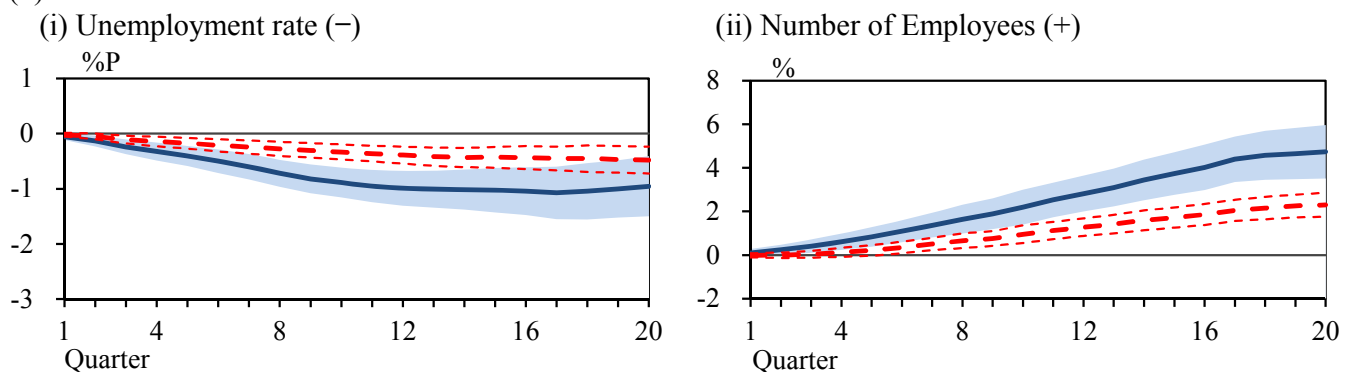 (i) Unemployment rate (−)
%P
1
0
-1
-2
-3
1 4 8 12 16 20
Quarter
(ii) Number of Employees (+)
%
8
6
4
2
0
-2
1 4 8 12 16 20
Quarter